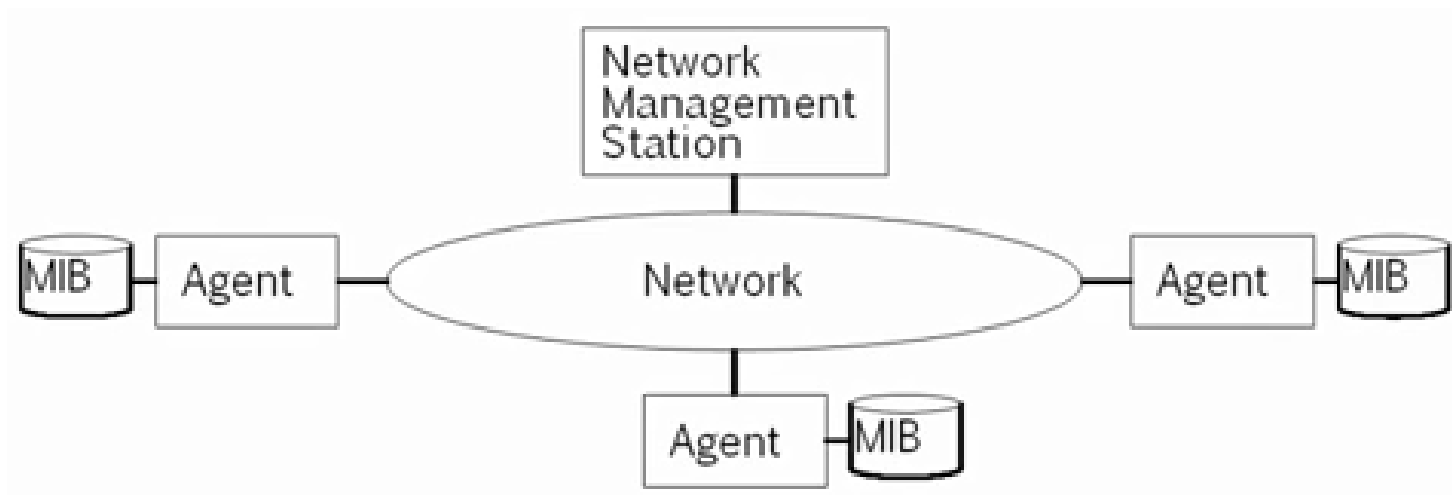 Network
Management
Station
MIB
Agent
Network
Agent
MIB
Agent
MIB